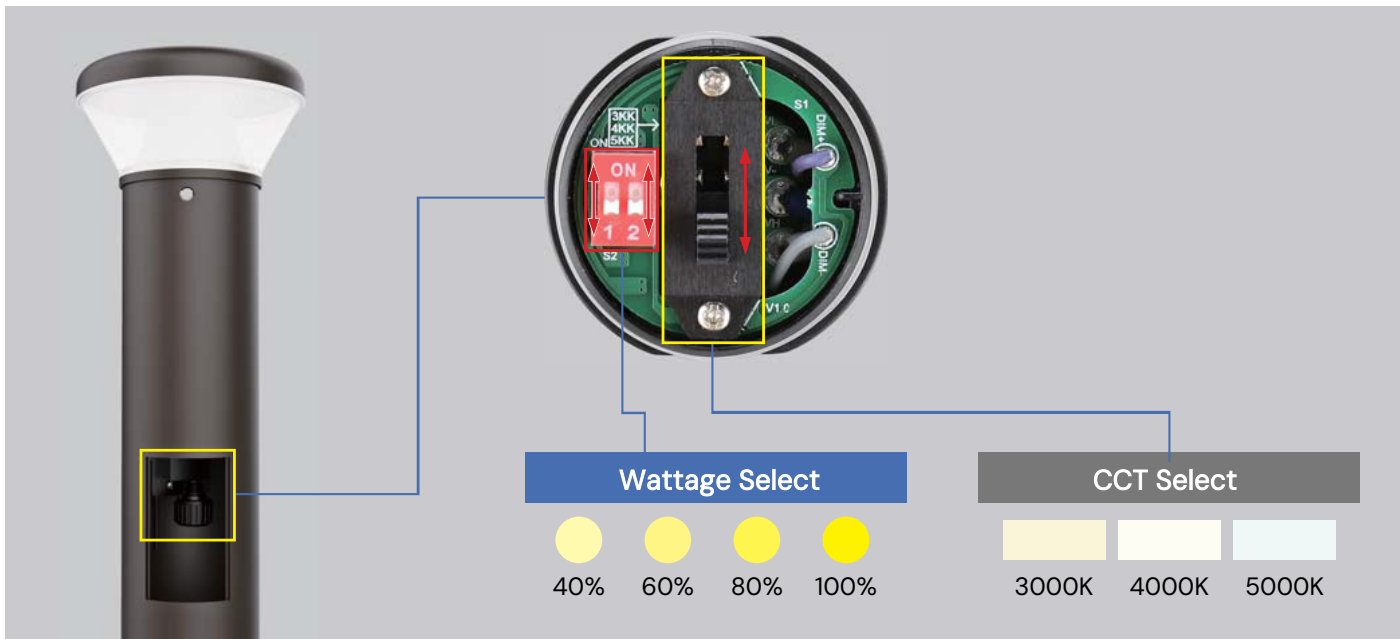 3KK
4KK
5KK
ON
ON
1 2
S2
S1
DIM+
DIM-
V1.0
Wattage Select
40% 60% 80% 100%
CCT Select
3000K 4000K 5000K